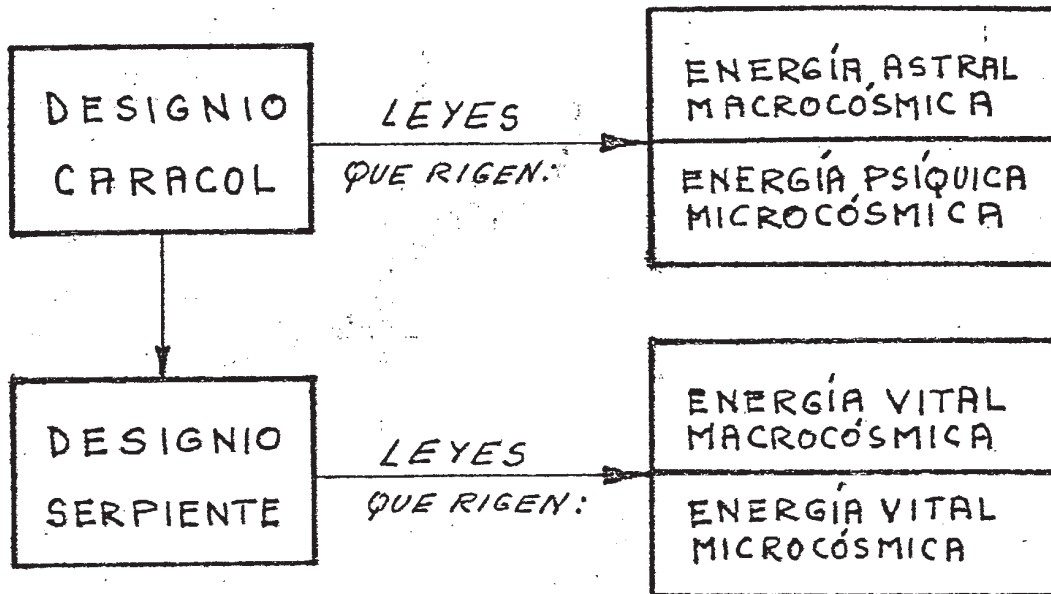 DESIGNIO
CARACOL
LEYES
QUE RIGEN:
ENERGÍA ASTRAL
MACROCÓSMICA
ENERGÍA PSÍQUICA
MICROCÓSMICA
DESIGNIO
SERPIENTE
LEYES
QUE RIGEN:
ENERGÍA VITAL
MACROCÓSMICA
ENERGÍA VITAL
MICROCÓSMICA